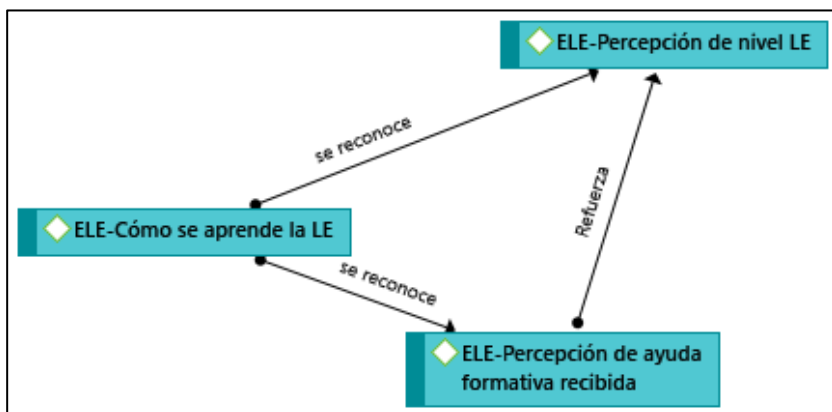 ELE-Percepción de nivel LE
se reconoce
Refuerza
ELE-Cómo se aprende la LE
se reconoce
ELE-Percepción de ayuda
formativa recibida